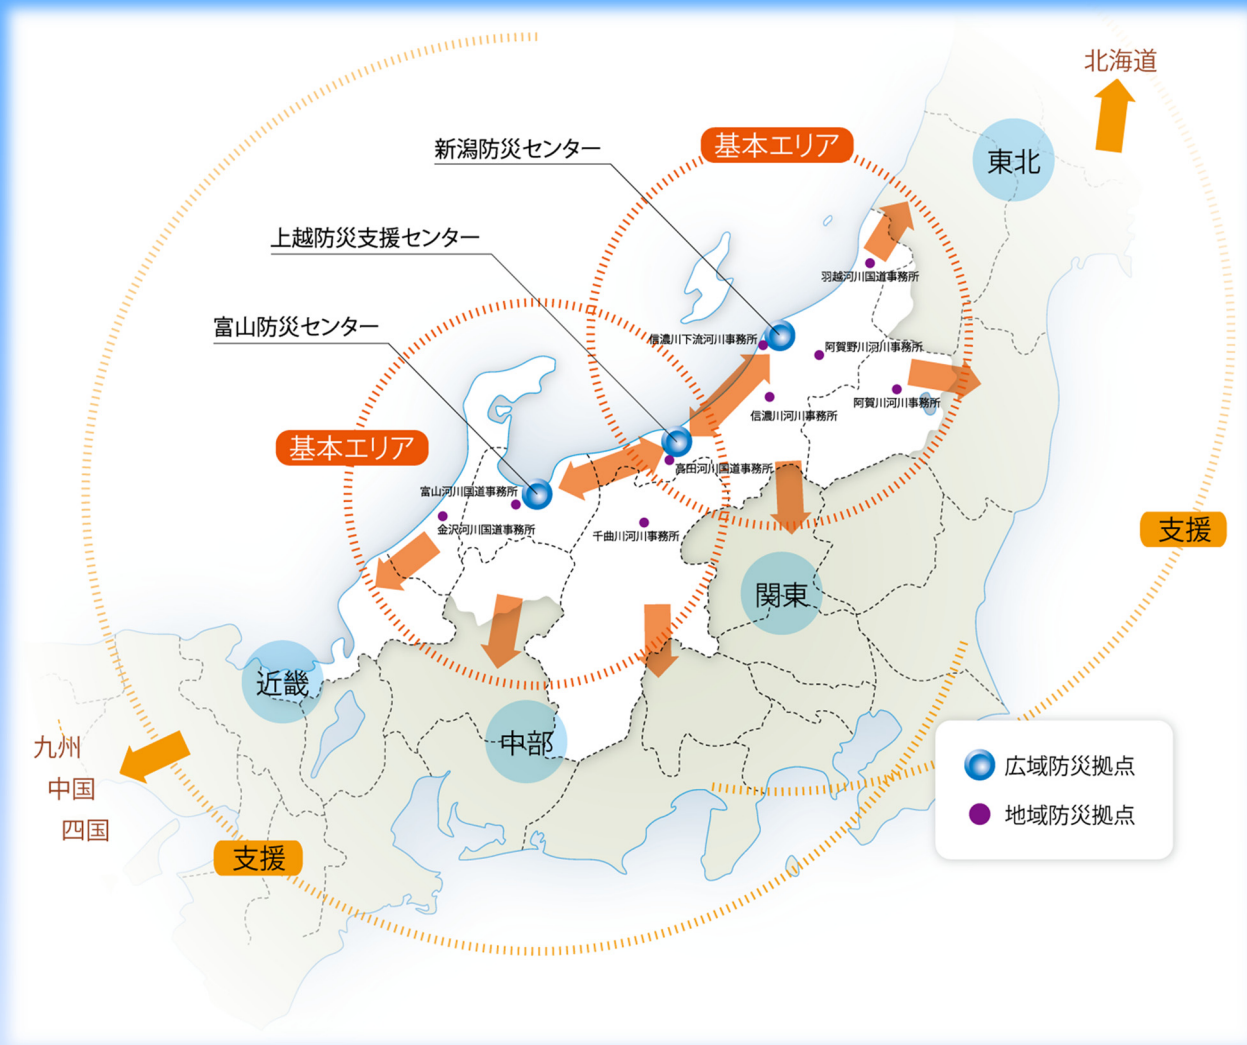 北海道
東北
基本エリア
新潟防災センター
上越防災支援センター
富山防災センター
羽越河川国道事務所
信濃川下流河川事務所
阿賀野川河川事務所
阿賀川河川事務所
信濃川河川事務所
基本エリア
高田河川国道事務所
富山河川国道事務所
金沢河川国道事務所
千曲川河川事務所
支援
関東
近畿
中部
九州
中国
四国
支援
広域防災拠点
地域防災拠点